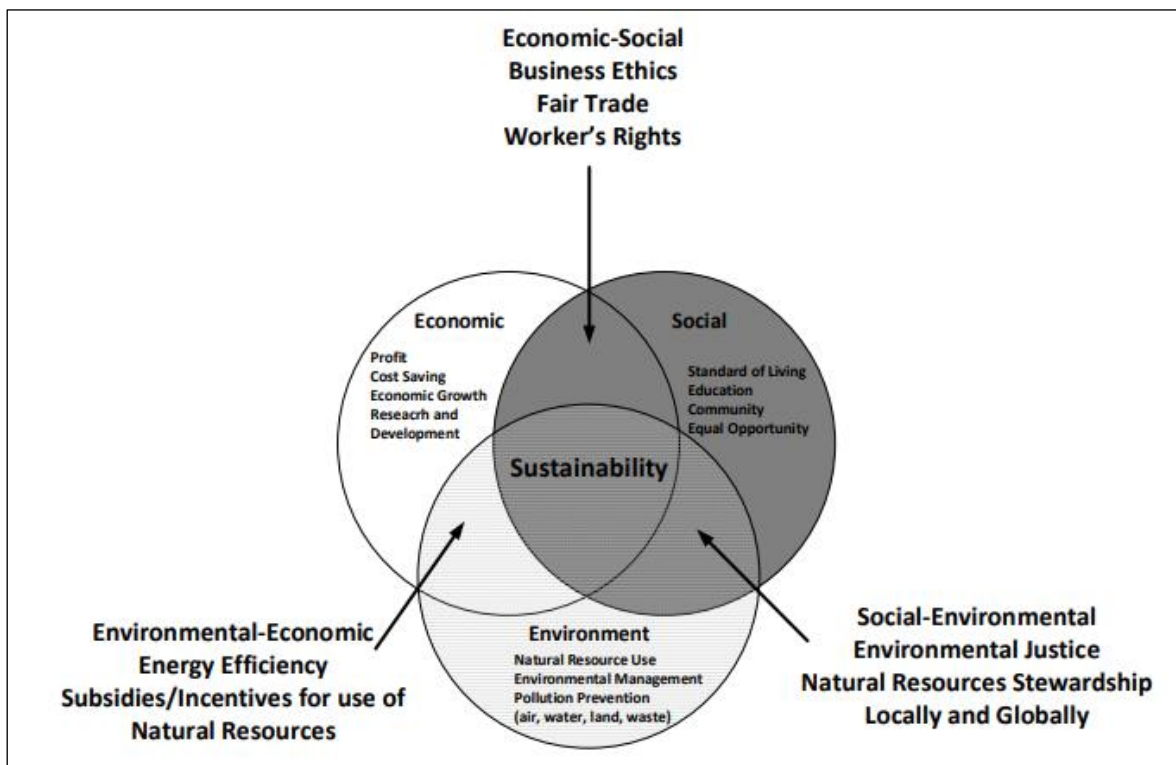 Economic-Social
Business Ethics
Fair Trade
Worker's Rights
Economic
Profit
Cost Saving
Economic Growth
Reseacrh and
Development
Social
Standard of Living
Education
Community
Equal Opportunity
Sustainability
Environmental-Economic
Energy Efficiency
Subsidies/Incentives for use of
Natural Resources
Environment
Natural Resource Use
Environmental Management
Pollution Prevention
(air, water, land, waste)
Social-Environmental
Environmental Justice
Natural Resources Stewardship
Locally and Globally